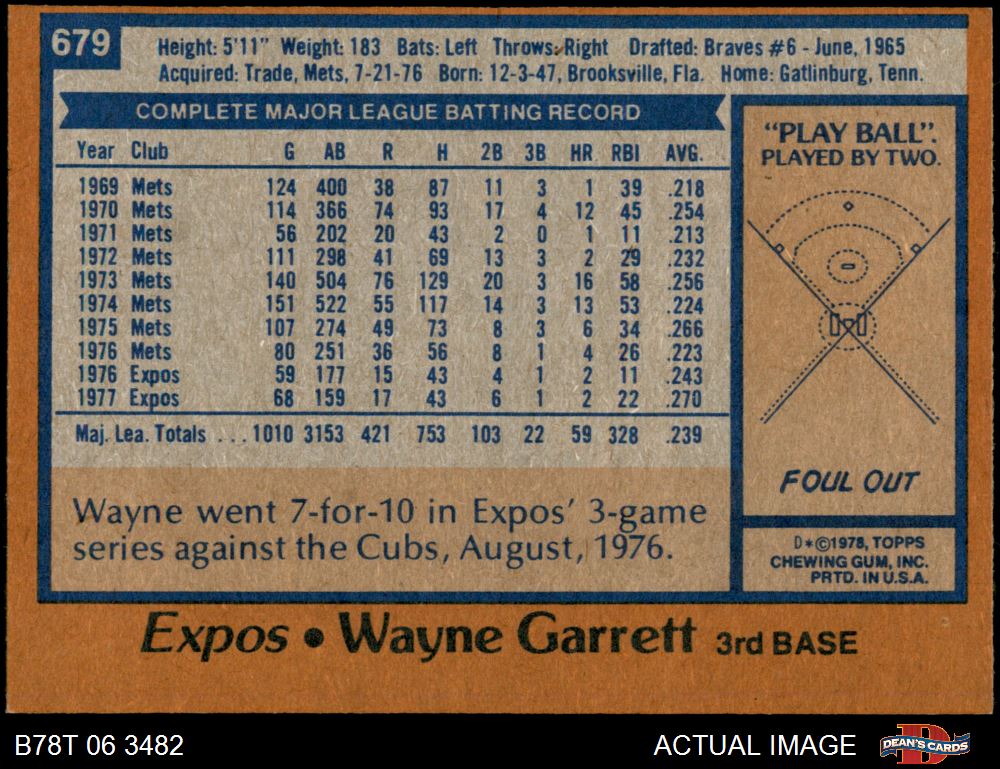 679
Height: 5'11" Weight: 183 Bats: Left Throws: Right Drafted: Braves #6 - June, 1965
Acquired: Trade, Mets, 7-21-76 Born: 12-3-47, Brooksville, Fla. Home: Gatlinburg, Tenn.
COMPLETE MAJOR LEAGUE BATTING RECORD
Year Club G AB R H 2B 3B HR RBI AVG.
1969 Mets 124 400 38 87 11 3 1 39 .218
1970 Mets 114 366 74 93 17 4 12 45 .254
1971 Mets 56 202 20 43 2 0 1 11 .213
1972 Mets 111 298 41 69 13 3 2 29 .232
1973 Mets 140 504 76 129 20 3 16 58 .256
1974 Mets 151 522 55 117 14 3 13 53 .224
1975 Mets 107 274 49 73 8 3 6 34 .266
1976 Mets 80 251 36 56 8 1 4 26 .223
1976 Expos 59 177 15 43 4 1 2 11 .243
1977 Expos 68 159 17 43 6 1 2 22 .270
Maj. Lea. Totals ...1010 3153 421 753 103 22 59 328 .239
Wayne went 7-for-10 in Expos' 3-game
series against the Cubs, August, 1976.
"PLAY BALL".
PLAYED BY TWO.
FOUL OUT
D*©1978, TOPPS
CHEWING GUM, INC.
PRTD. IN U.S.A.
Expos • Wayne Garrett 3rd BASE
B78T 06 3482
ACTUAL IMAGE
D
DEAN'S CARDS